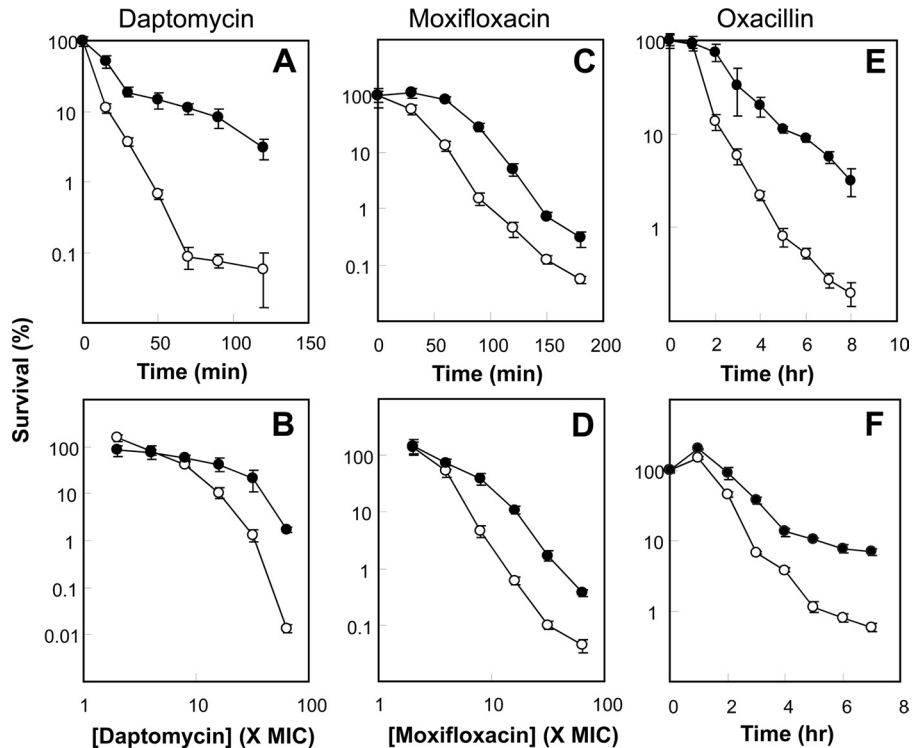 Daptomycin Moxifloxacin Oxacillin
A
100
10
1
0.1
0 50 100 150
Time (min)
C
100
10
1
0.1
0 50 100 150 200
Time (min)
E
100
10
1
0 2 4 6 8 10
Time (hr)
Survival (%)
B
100
10
1
0.1
0.01
1 10 100
[Daptomycin] (X MIC)
D
100
10
1
0.1
1 10 100
[Moxifloxacin] (X MIC)
F
100
10
1
0 2 4 6 8
Time (hr)